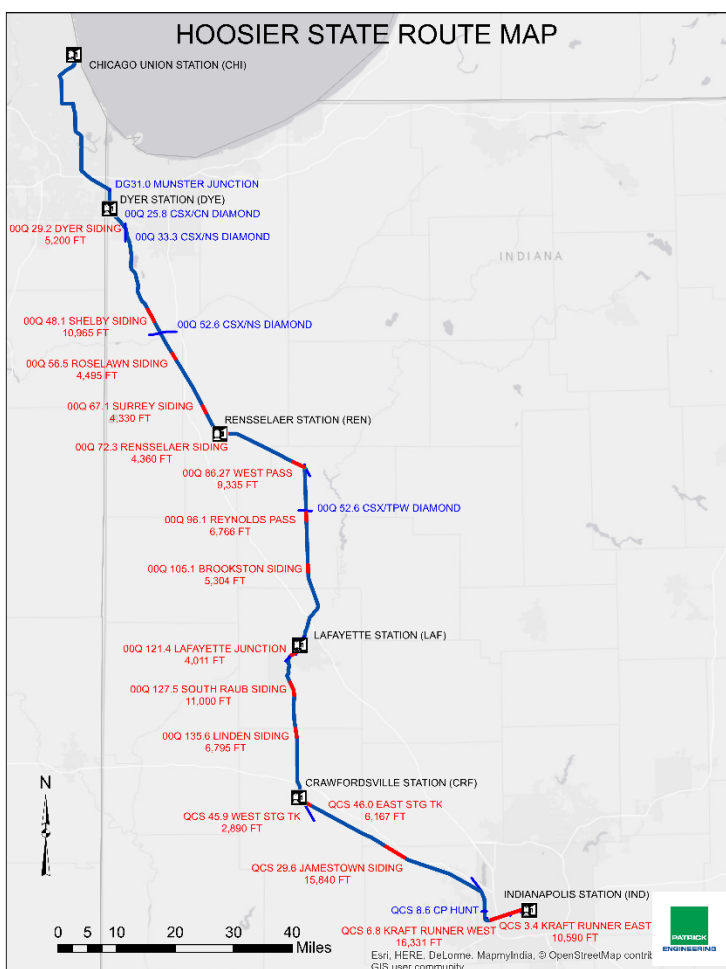 HOOSIER STATE ROUTE MAP
CHICAGO UNION STATION (CHI)
DG31.0 MUNSTER JUNCTION
DYER STATION (DYE)
00Q 25.8 CSX/CN DIAMOND
00Q 29.2 DYER SIDING
5,200 FT
00Q 33.3 CSX/NS DIAMOND
INDIANA
00Q 48.1 SHELBY SIDING
10,965 FT
00Q 52.6 CSX/NS DIAMOND
00Q 56.5 ROSELAWN SIDING
4,495 FT
00Q 67.1 SURREY SIDING
4,330 FT
RENSSELAER STATION (REN)
00Q 72.3 RENSSELAER SIDING
4,360 FT
00Q 86.27 WEST PASS
9,335 FT
00Q 52.6 CSX/TPW DIAMOND
00Q 96.1 REYNOLDS PASS
6,766 FT
00Q 105.1 BROOKSTON SIDING
5,304 FT
LAFAYETTE STATION (LAF)
00Q 121.4 LAFAYETTE JUNCTION
4,011 FT
00Q 127.5 SOUTH RAUB SIDING
11,000 FT
00Q 135.6 LINDEN SIDING
6,795 FT
CRAWFORDSVILLE STATION (CRF)
QCS 46.0 EAST STG TK
6,167 FT
QCS 45.9 WEST STG TK
2,890 FT
N
QCS 29.6 JAMESTOWN SIDING
15,840 FT
INDIANAPOLIS STATION (IND)
QCS 8.6 CP HUNT
QCS 3.4 KRAFT RUNNER EAST
10,590 FT
QCS 6.8 KRAFT RUNNER WEST
16,331 FT
0 5 10 20 30 40
Miles
PATRICK
ENGINEERING
Esri, HERE, DeLorme, MapmyIndia, © OpenStreetMap contrib
GIS user community